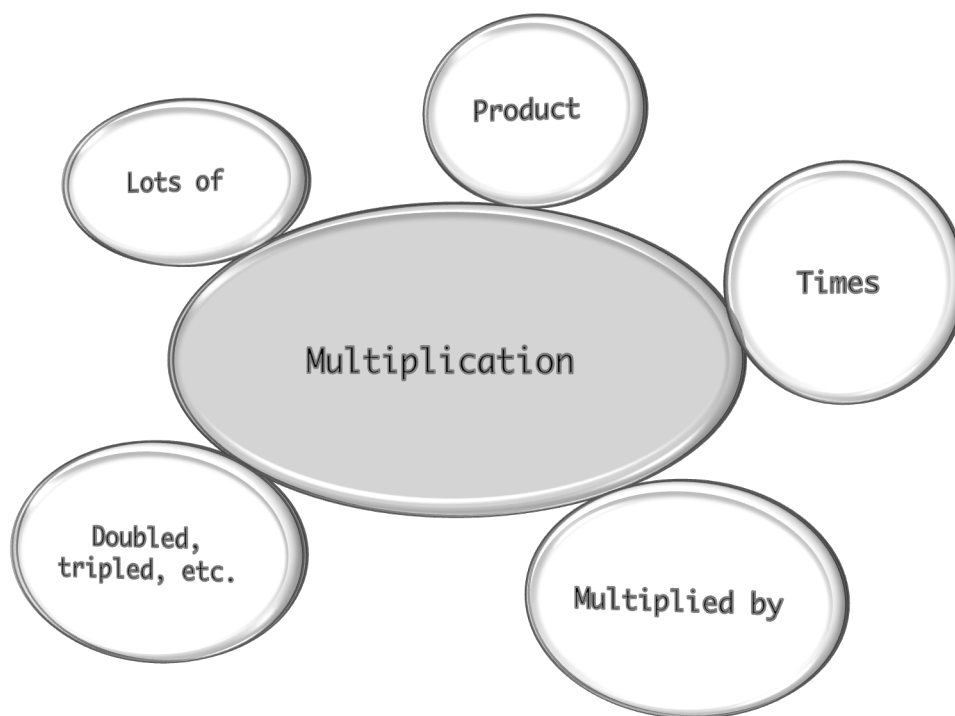 Product
Lots of
Times
Multiplication
Doubled,
tripled, etc.
Multiplied by